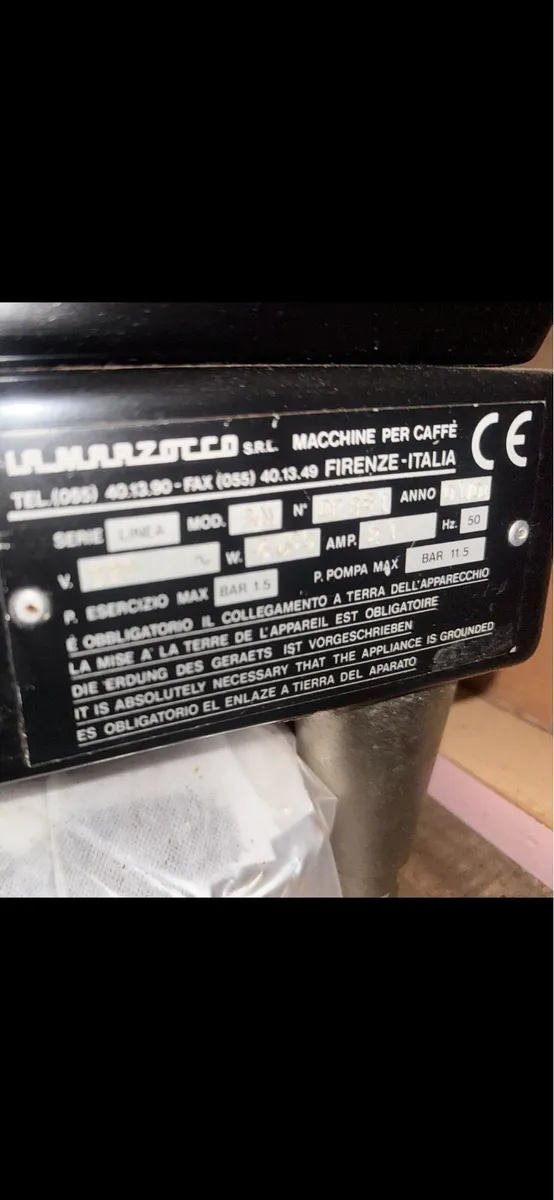 LA MARZOCCO S.R.L. MACCHINE PER CAFFÈ CE
TEL.(055) 40.13.90 - FAX (055) 40.13.49 FIRENZE - ITALIA
SERIE LINEA MOD. N° ANNO
V. ~ W. AMP. Hz. 50
P. ESERCIZIO MAX BAR 1.5 P. POMPA MAX BAR 11.5
È OBBLIGATORIO IL COLLEGAMENTO A TERRA DELL'APPARECCHIO
LA MISE A' LA TERRE DE L'APPAREIL EST OBLIGATOIRE
DIE ERDUNG DES GERAETS IST VORGESCHRIEBEN
IT IS ABSOLUTELY NECESSARY THAT THE APPLIANCE IS GROUNDED
ES OBLIGATORIO EL ENLAZE A TIERRA DEL APARATO